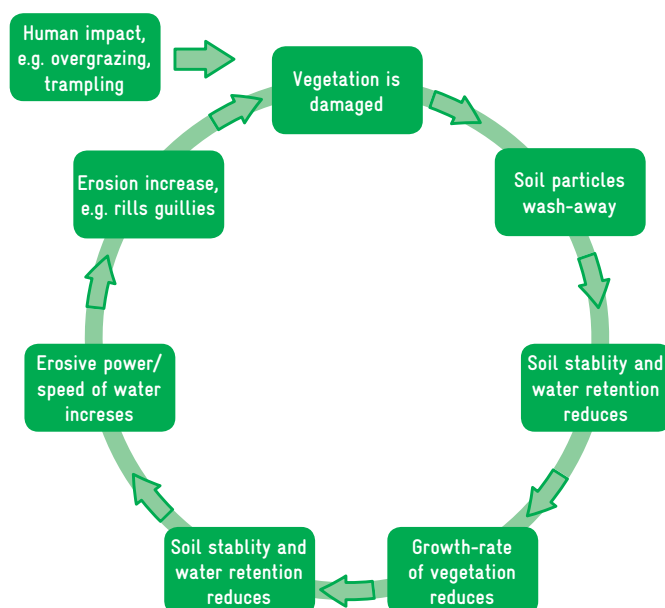 Human impact,
e.g. overgrazing,
trampling
Vegetation is
damaged
Soil particles
wash-away
Soil stablity and
water retention
reduces
Growth-rate
of vegetation
reduces
Soil stablity and
water retention
reduces
Erosive power/
speed of water
increses
Erosion increase,
e.g. rills guillies